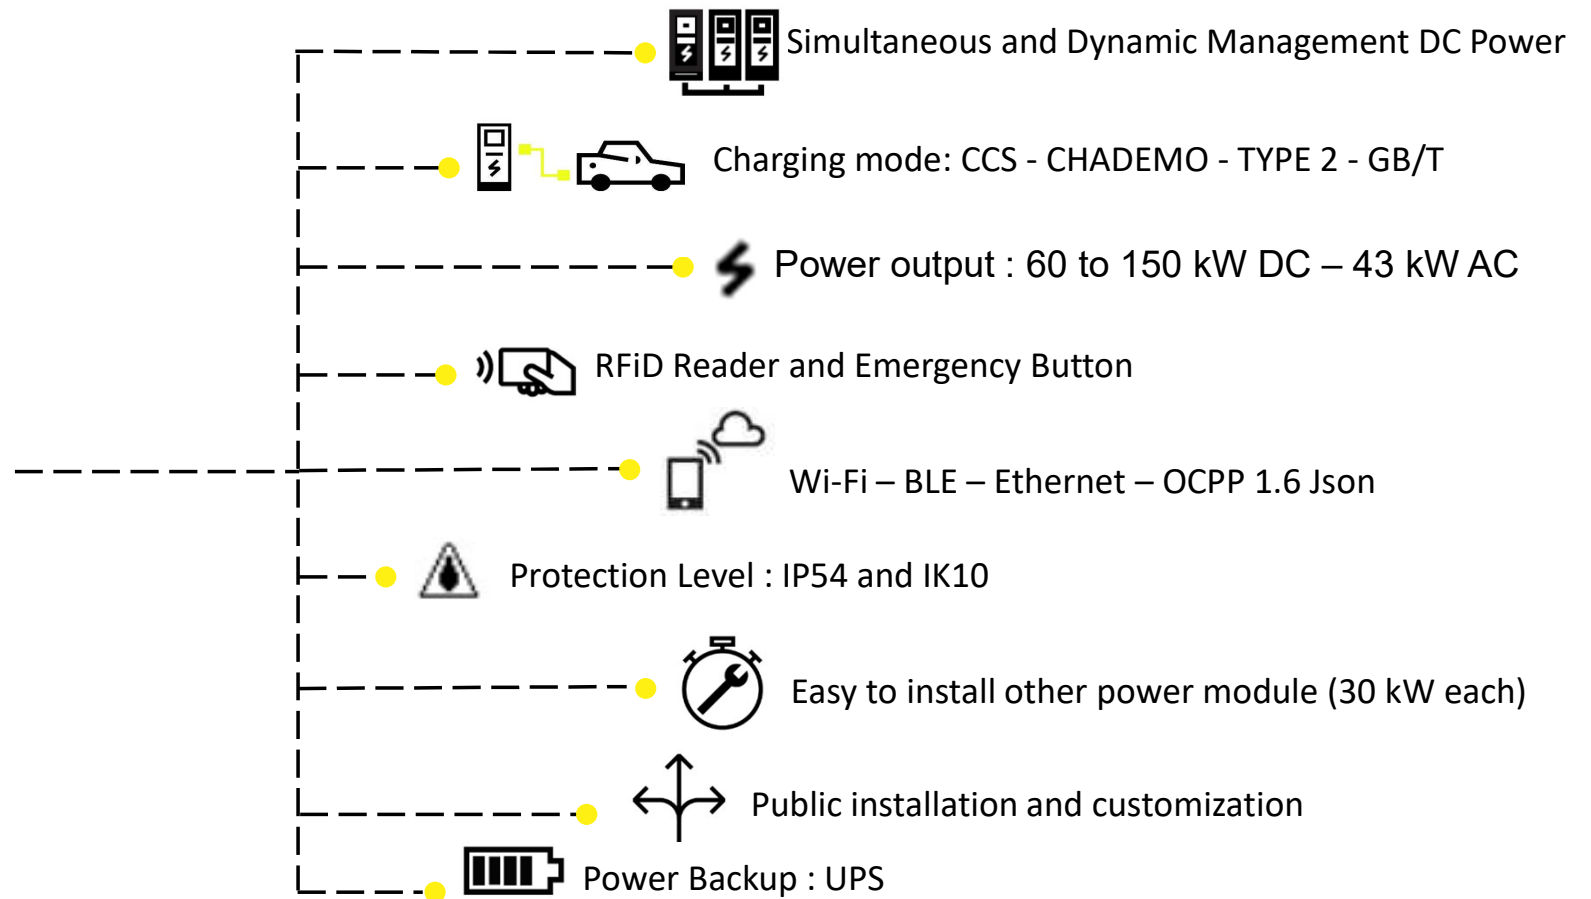 Simultaneous and Dynamic Management DC Power
Charging mode: CCS - CHADEMO - TYPE 2 - GB/T
Power output : 60 to 150 kW DC – 43 kW AC
RFiD Reader and Emergency Button
Wi-Fi – BLE – Ethernet – OCPP 1.6 Json
Protection Level : IP54 and IK10
Easy to install other power module (30 kW each)
Public installation and customization
Power Backup : UPS